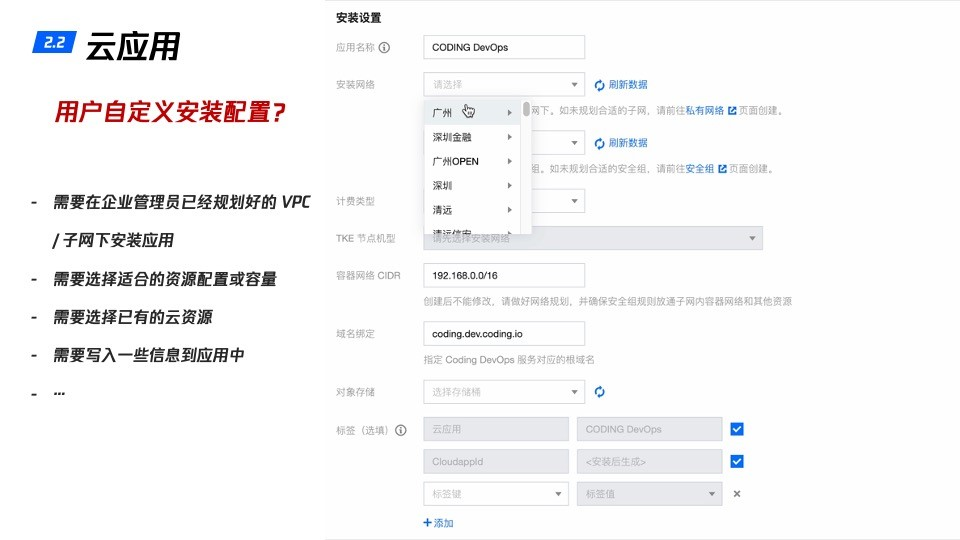 2.2 云应用
用户自定义安装配置?
- 需要在企业管理员已经规划好的 VPC
/ 子网下安装应用
- 需要选择适合的资源配置或容量
- 需要选择已有的云资源
- 需要写入一些信息到应用中
- ...
安装设置
应用名称 CODING DevOps
安装网络 请选择 刷新数据
广州
网下。如未规划合适的子网，请前往私有网络 页面创建。
深圳金融
刷新数据
广州OPEN
组。如未规划合适的安全组，请前往安全组 页面创建。
深圳
计费类型
清远
清远信安
TKE 节点机型 请先选择安装网络
容器网络 CIDR 192.168.0.0/16
创建后不能修改，请做好网络规划，并确保安全组规则放通子网内容器网络和其他资源
域名绑定 coding.dev.coding.io
指定 Coding DevOps 服务对应的根域名
对象存储 选择存储桶
标签（选填） 云应用 CODING DevOps
CloudappId <安装后生成>
标签键 标签值 ×
+ 添加